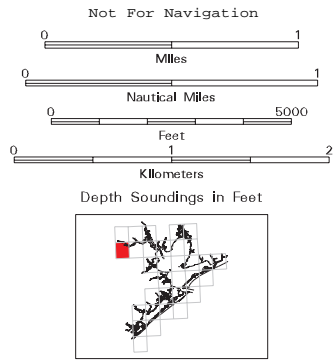 Not For Navigation
0 1
Miles
0 1
Nautical Miles
0 5000
Feet
0 1 2
Kilometers
Depth Soundings in Feet